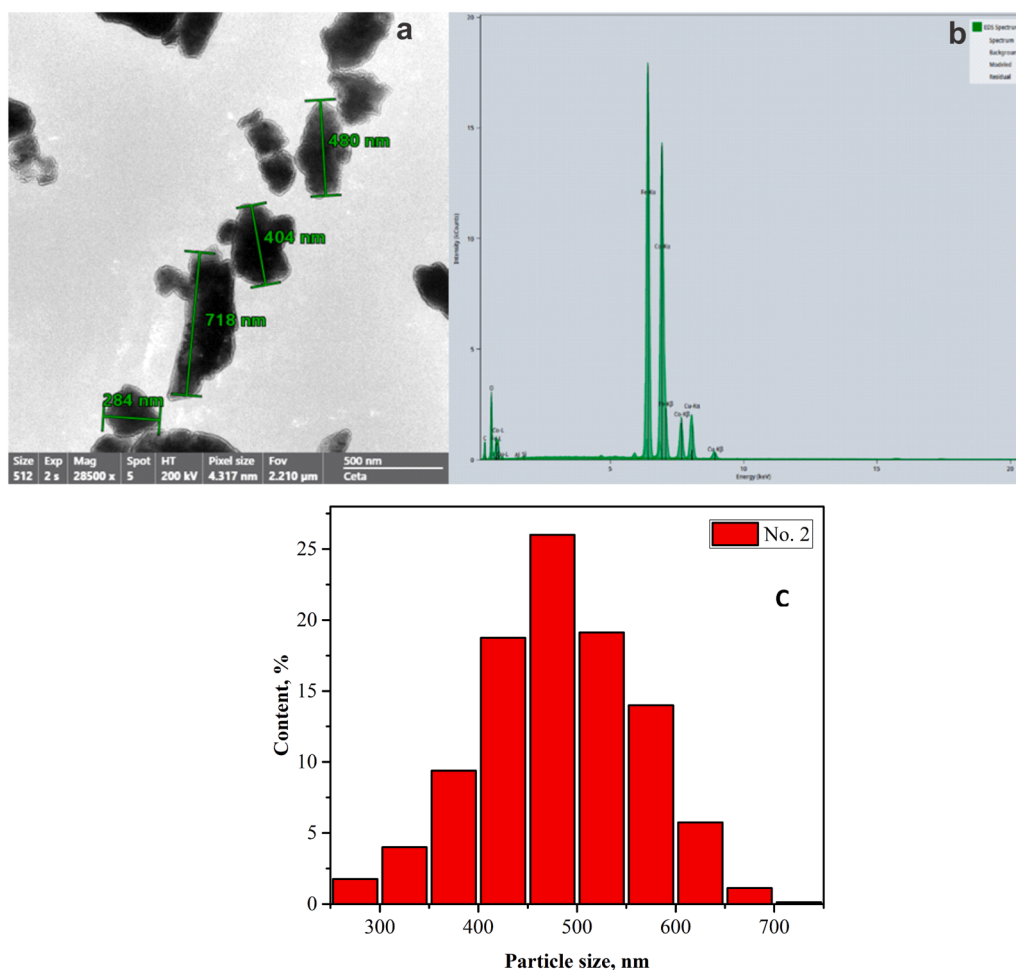 a
480 nm
404 nm
718 nm
284 nm
Size Exp Mag Spot HT Pixel size Fov 500 nm
512 2 s 28500 x 5 200 kV 4.317 nm 2.210 µm Ceta
b
20
15
10
5
Intensity (kCounts)
EDS Spectrum
Spectrum
Background
Modeled
Residual
Fe-Kα
Co-Kα
Fe-Kβ
Co-Kβ
Cu-Kα
Cu-Kβ
O
C
Co-L
Al Si
5 10 15 20
Energy (keV)
No. 2
c
25
20
15
10
5
0
Content, %
300 400 500 600 700
Particle size, nm